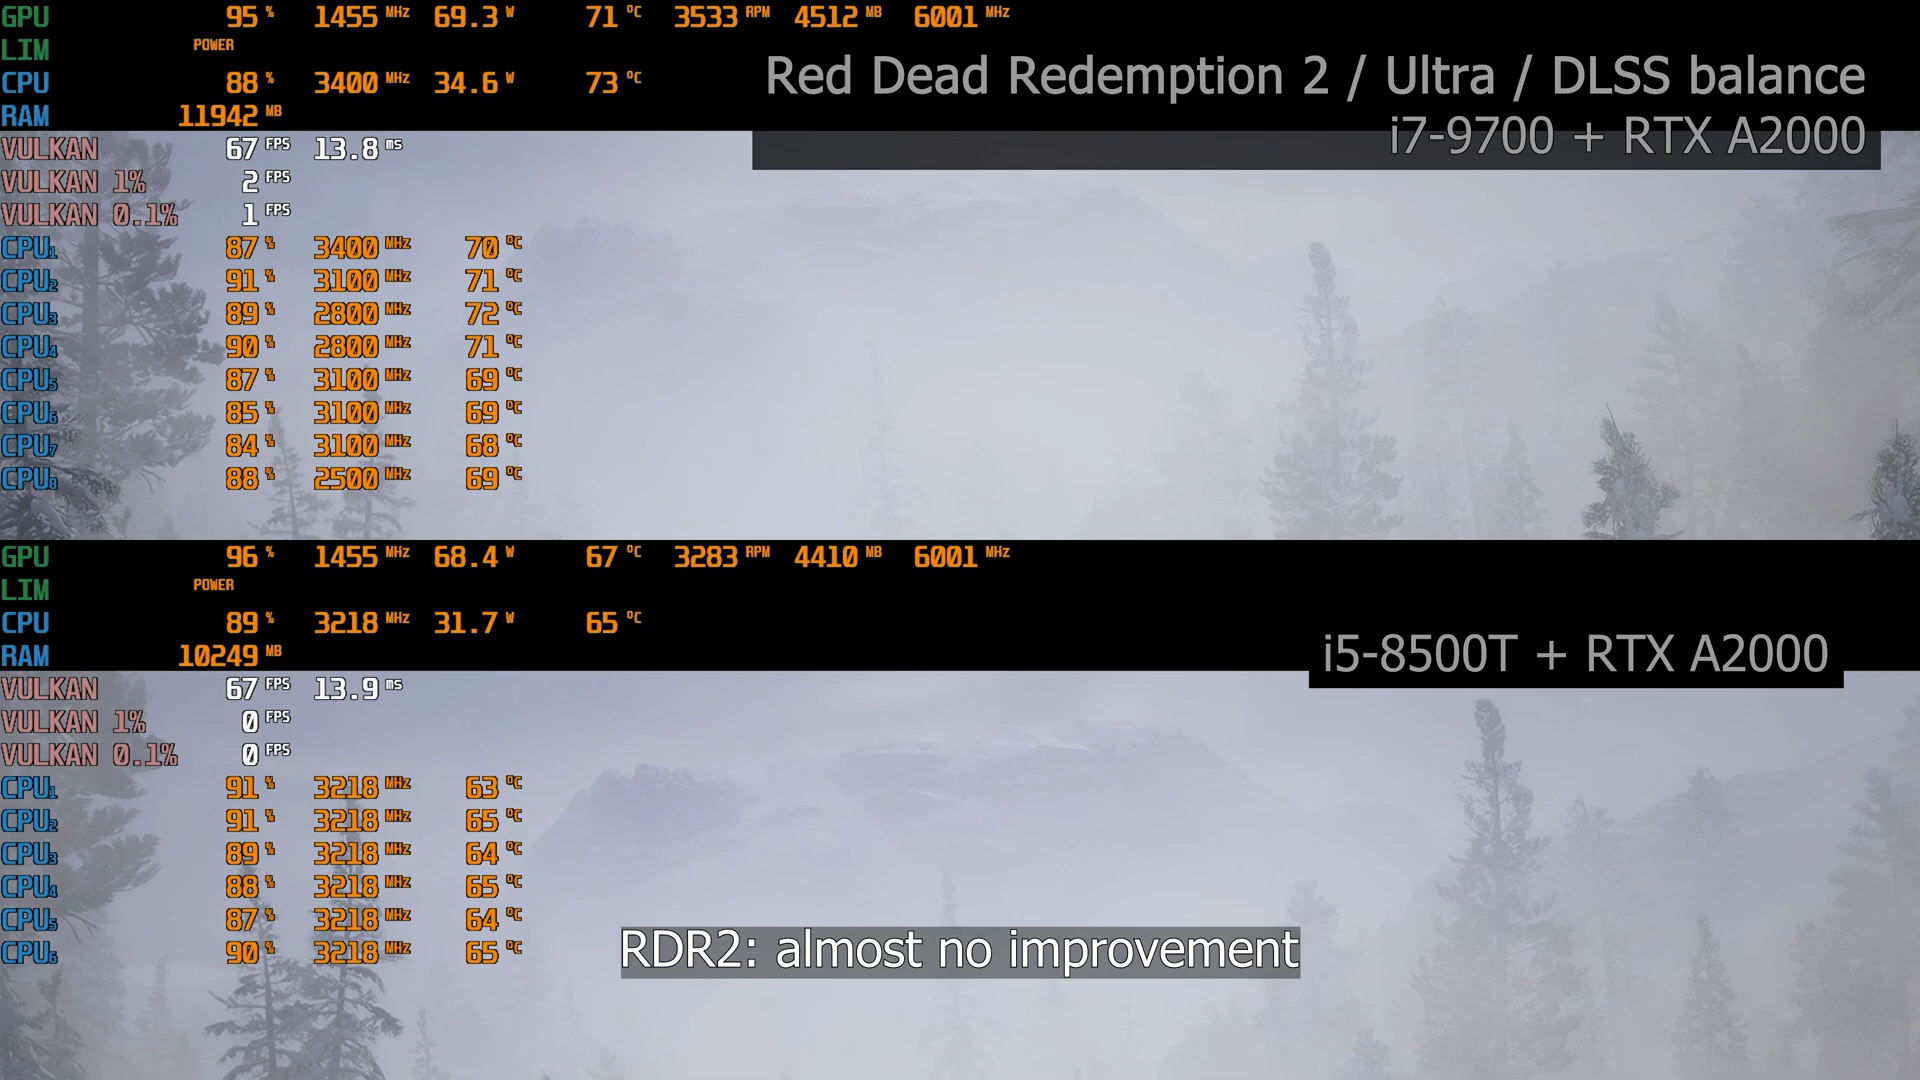 GPU 95 % 1455 MHz 69.3 W 71 °C 3533 RPM 4512 MB 6001 MHz
LIM POWER
CPU 88 % 3400 MHz 34.6 W 73 °C
Red Dead Redemption 2 / Ultra / DLSS balance
RAM 11942 MB
i7-9700 + RTX A2000
VULKAN 67 FPS 13.8 ms
VULKAN 1% 2 FPS
VULKAN 0.1% 1 FPS
CPU1 87 % 3400 MHz 70 °C
CPU2 91 % 3100 MHz 71 °C
CPU3 89 % 2800 MHz 72 °C
CPU4 90 % 2800 MHz 71 °C
CPU5 87 % 3100 MHz 69 °C
CPU6 85 % 3100 MHz 69 °C
CPU7 84 % 3100 MHz 68 °C
CPU8 88 % 2500 MHz 69 °C
GPU 96 % 1455 MHz 68.4 W 67 °C 3283 RPM 4410 MB 6001 MHz
LIM POWER
CPU 89 % 3218 MHz 31.7 W 65 °C
RAM 10249 MB
i5-8500T + RTX A2000
VULKAN 67 FPS 13.9 ms
VULKAN 1% 0 FPS
VULKAN 0.1% 0 FPS
CPU1 91 % 3218 MHz 63 °C
CPU2 91 % 3218 MHz 65 °C
CPU3 89 % 3218 MHz 64 °C
CPU4 88 % 3218 MHz 65 °C
CPU5 87 % 3218 MHz 64 °C
CPU6 90 % 3218 MHz 65 °C
RDR2: almost no improvement